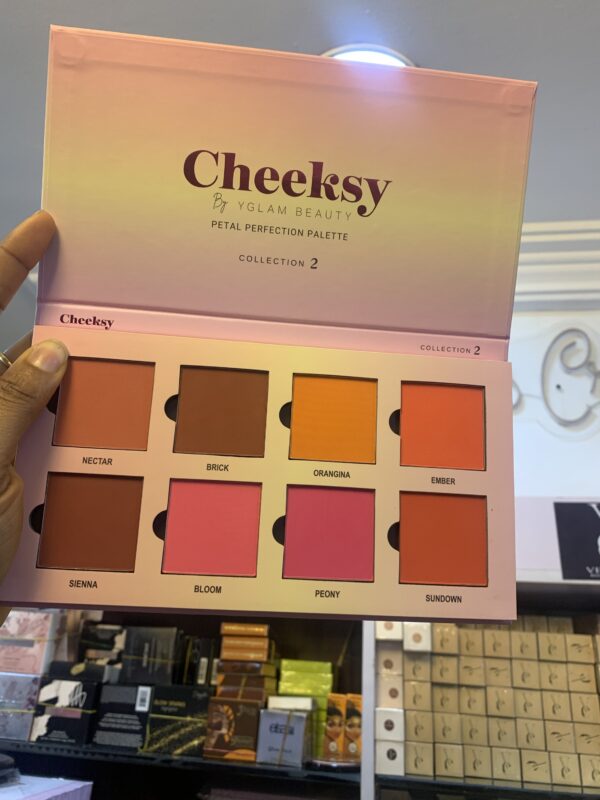 Cheeksy
By YGLAM BEAUTY
PETAL PERFECTION PALETTE
COLLECTION 2
Cheeksy
COLLECTION 2
NECTAR
BRICK
ORANGINA
EMBER
SIENNA
BLOOM
PEONY
SUNDOWN